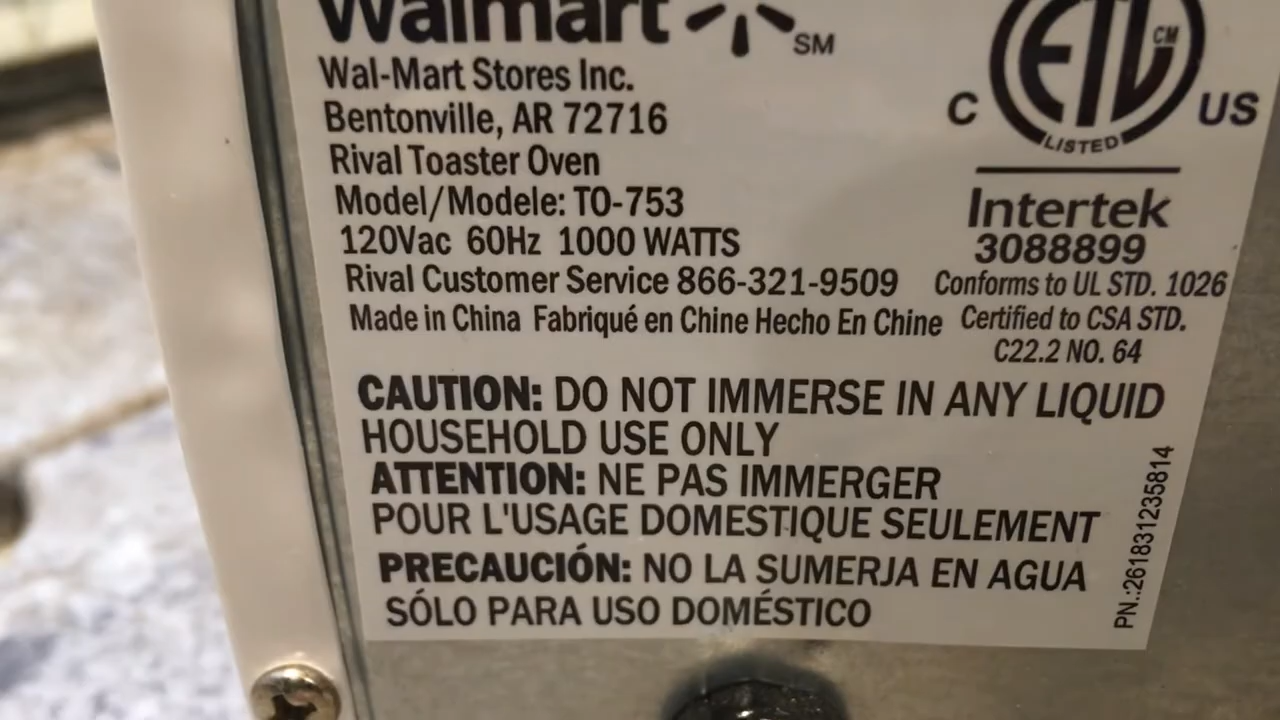 Walmart
SM
Wal-Mart Stores Inc.
Bentonville, AR 72716
Rival Toaster Oven
Model/Modele: TO-753
120Vac 60Hz 1000 WATTS
Rival Customer Service 866-321-9509
Made in China Fabriqué en Chine Hecho En Chine
ETL
CM
C
US
LISTED
Intertek
3088899
Conforms to UL STD. 1026
Certified to CSA STD.
C22.2 NO. 64
CAUTION: DO NOT IMMERSE IN ANY LIQUID
HOUSEHOLD USE ONLY
ATTENTION: NE PAS IMMERGER
POUR L'USAGE DOMESTIQUE SEULEMENT
PRECAUCIÓN: NO LA SUMERJA EN AGUA
SÓLO PARA USO DOMÉSTICO
PN.:261831235814